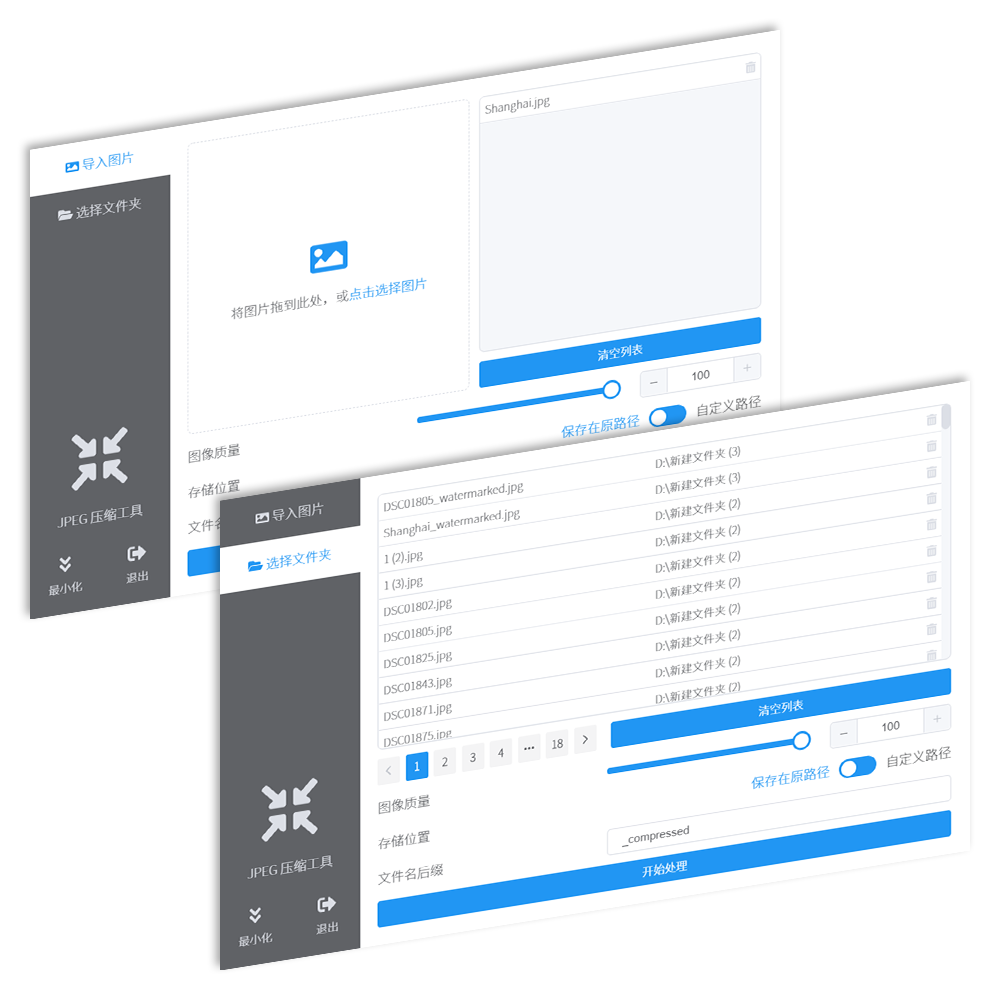 导入图片
选择文件夹
JPEG 压缩工具
最小化
退出
将图片拖到此处，或点击选择图片
Shanghai.jpg
清空列表
图像质量
100
存储位置
保存在原路径
自定义路径
文件名
导入图片
选择文件夹
JPEG 压缩工具
最小化
退出
DSC01805_watermarked.jpg D:\新建文件夹 (3)
Shanghai_watermarked.jpg D:\新建文件夹 (3)
1 (2).jpg D:\新建文件夹 (2)
1 (3).jpg D:\新建文件夹 (2)
DSC01802.jpg D:\新建文件夹 (2)
DSC01805.jpg D:\新建文件夹 (2)
DSC01825.jpg D:\新建文件夹 (2)
DSC01843.jpg D:\新建文件夹 (2)
DSC01871.jpg D:\新建文件夹 (2)
DSC01875.jpg D:\新建文件夹 (2)
1 2 3 4 ••• 18
清空列表
图像质量
100
存储位置
保存在原路径
自定义路径
文件名后缀
_compressed
开始处理